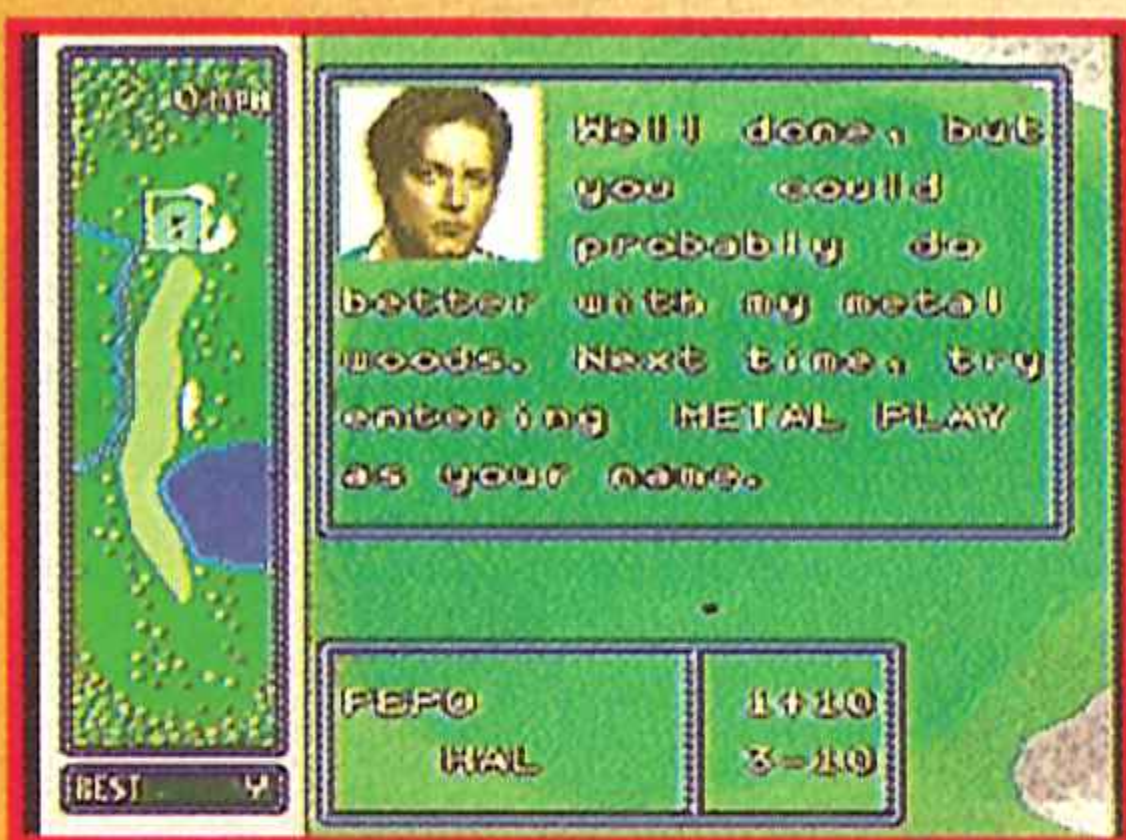 0 MPH
Well done, but
you could
probably do
better with my metal
woods. Next time, try
entering METAL PLAY
as your name.
PEPO 1+10
HAL 3-10
BEST Y